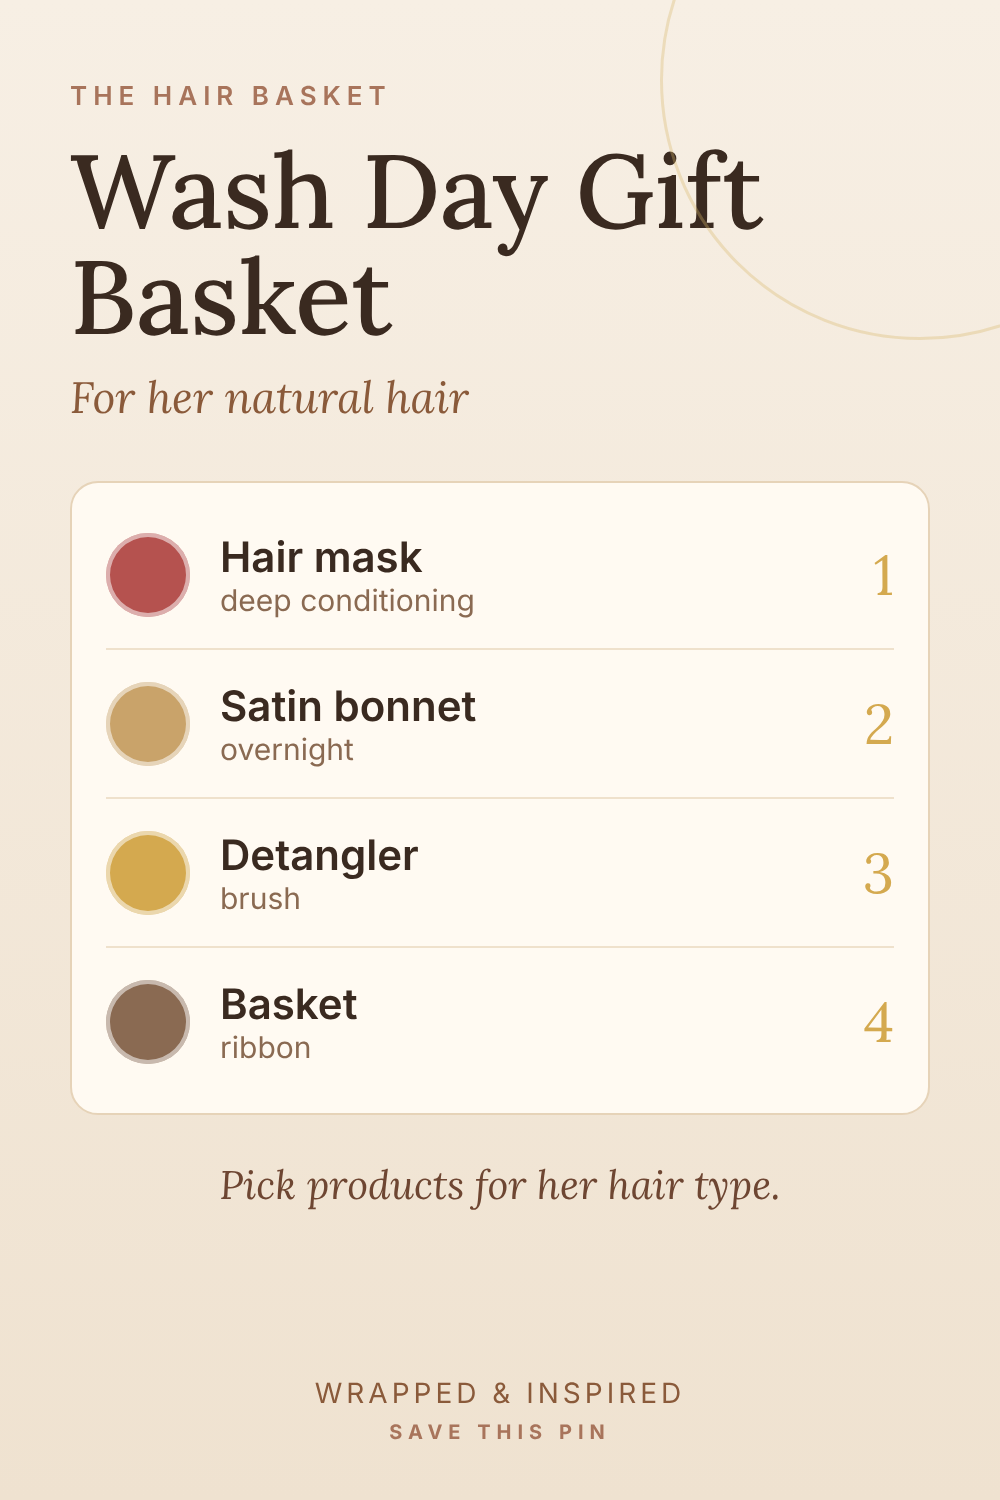 THE HAIR BASKET
Wash Day Gift
Basket
For her natural hair
Hair mask
deep conditioning
1
Satin bonnet
overnight
2
Detangler
brush
3
Basket
ribbon
4
Pick products for her hair type.
WRAPPED & INSPIRED
SAVE THIS PIN